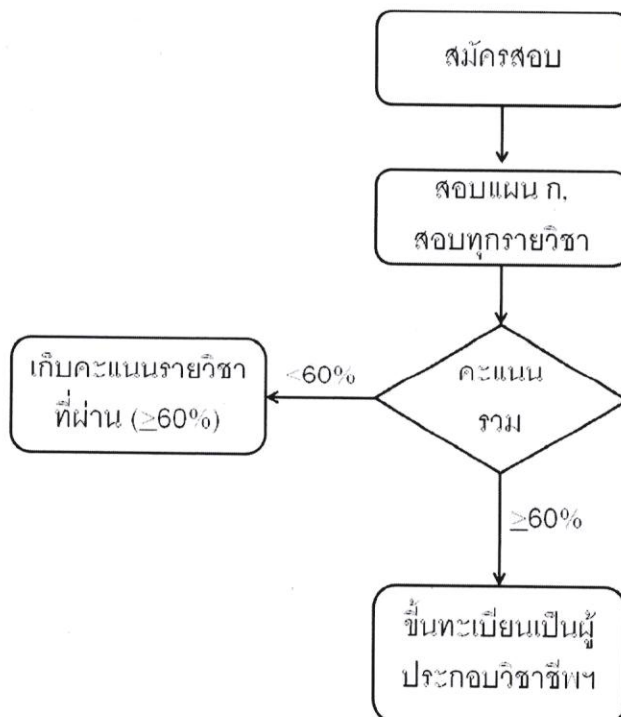 สมัครสอบ
สอบแผน ก.
สอบทุกรายวิชา
คะแนน
รวม
<60%
เก็บคะแนนรายวิชา
ที่ผ่าน (≥60%)
≥60%
ขึ้นทะเบียนเป็นผู้
ประกอบวิชาชีพฯ